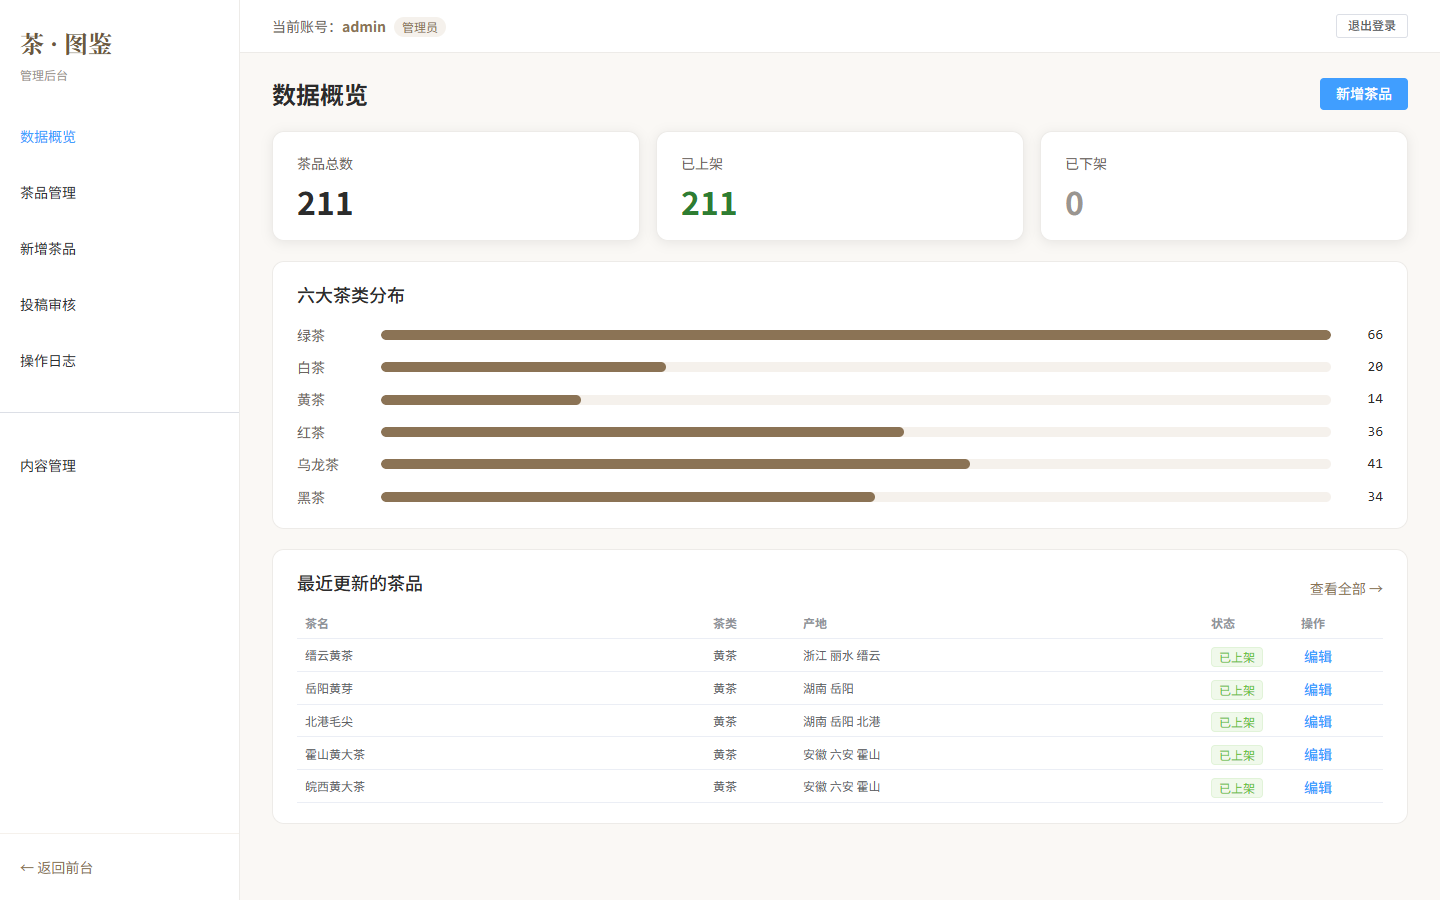 茶 · 图鉴
管理后台
数据概览
茶品管理
新增茶品
投稿审核
操作日志
内容管理
← 返回前台
当前账号：admin 管理员
退出登录
数据概览
新增茶品
茶品总数
211
已上架
211
已下架
0
六大茶类分布
绿茶 66
白茶 20
黄茶 14
红茶 36
乌龙茶 41
黑茶 34
最近更新的茶品
查看全部 →
茶名 茶类 产地 状态 操作
缙云黄茶 黄茶 浙江 丽水 缙云 已上架 编辑
岳阳黄芽 黄茶 湖南 岳阳 已上架 编辑
北港毛尖 黄茶 湖南 岳阳 北港 已上架 编辑
霍山黄大茶 黄茶 安徽 六安 霍山 已上架 编辑
皖西黄大茶 黄茶 安徽 六安 霍山 已上架 编辑